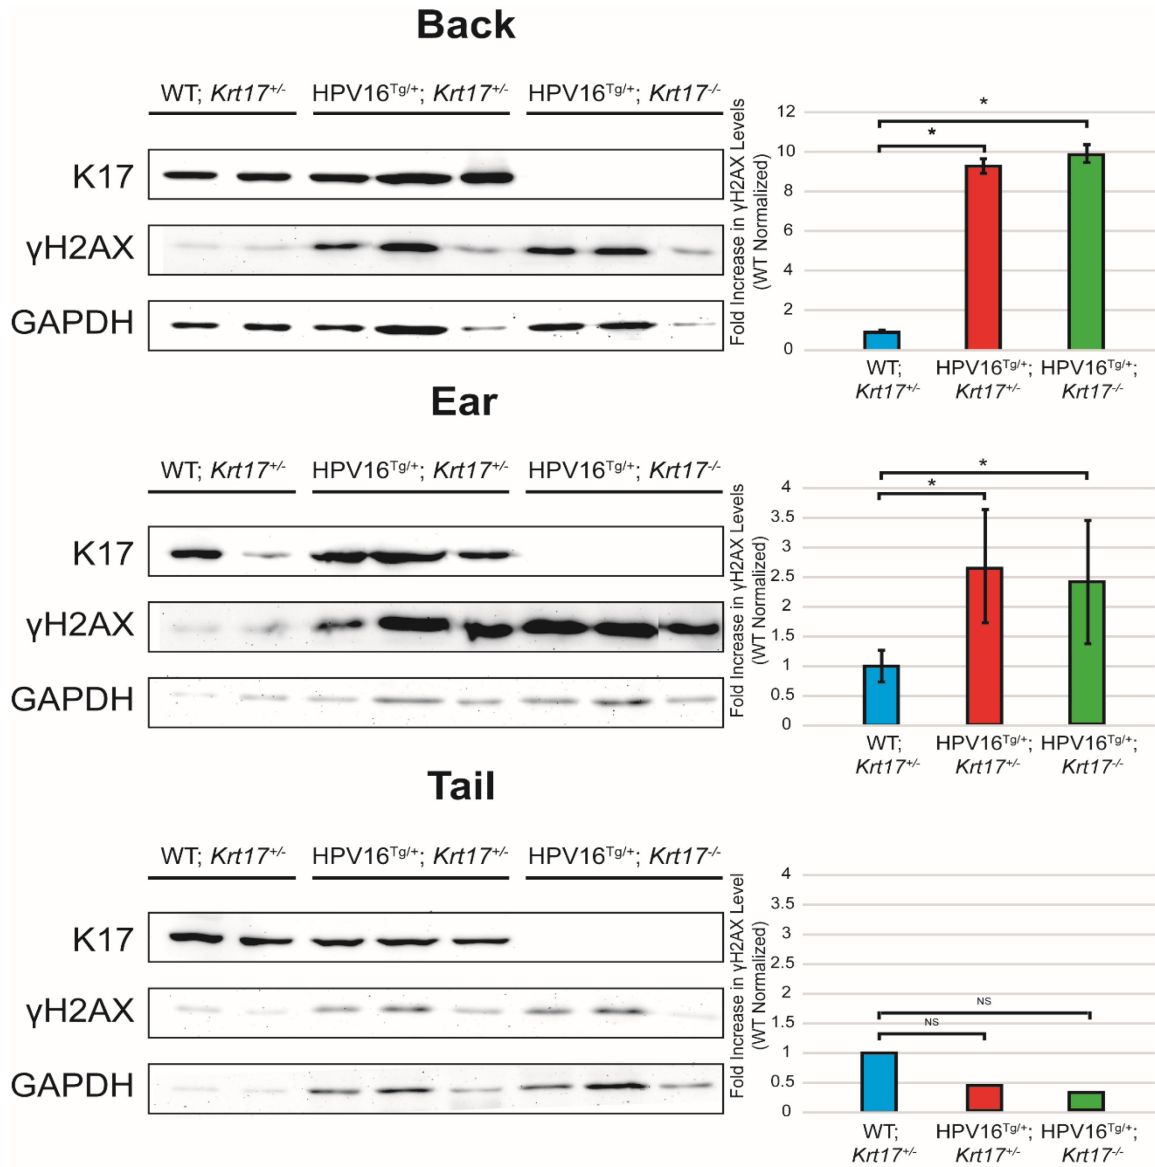 Back
WT; Krt17+/-
HPV16Tg/+; Krt17+/-
HPV16Tg/+; Krt17-/-
K17
γH2AX
GAPDH
Fold Increase in γH2AX Levels
(WT Normalized)
12
10
8
6
4
2
0
*
*
WT;
Krt17+/-
HPV16Tg/+;
Krt17+/-
HPV16Tg/+;
Krt17-/-
Ear
WT; Krt17+/-
HPV16Tg/+; Krt17+/-
HPV16Tg/+; Krt17-/-
K17
γH2AX
GAPDH
Fold Increase in γH2AX Levels
(WT Normalized)
4
3.5
3
2.5
2
1.5
1
0.5
0
*
*
WT;
Krt17+/-
HPV16Tg/+;
Krt17+/-
HPV16Tg/+;
Krt17-/-
Tail
WT; Krt17+/-
HPV16Tg/+; Krt17+/-
HPV16Tg/+; Krt17-/-
K17
γH2AX
GAPDH
Fold Increase in γH2AX Level
(WT Normalized)
4
3.5
3
2.5
2
1.5
1
0.5
0
NS
NS
WT;
Krt17+/-
HPV16Tg/+;
Krt17+/-
HPV16Tg/+;
Krt17-/-